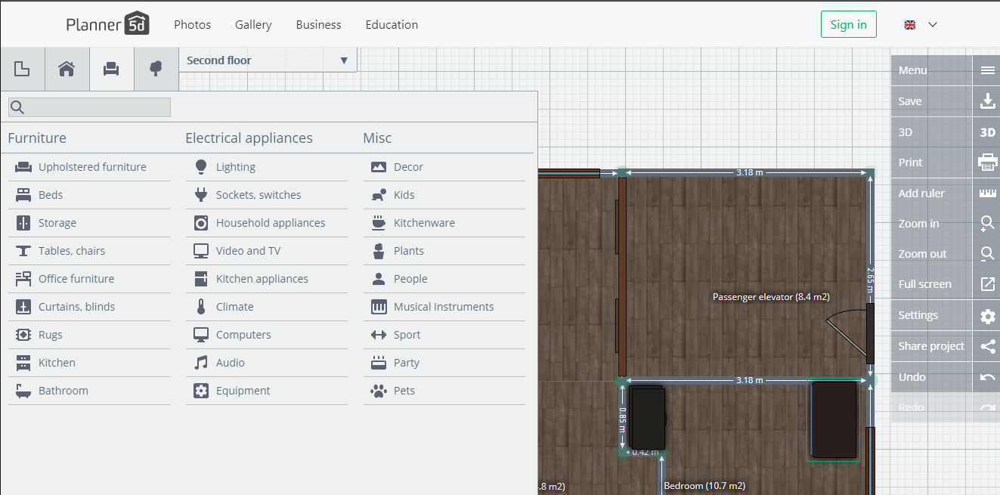 Planner 5d
Photos
Gallery
Business
Education
Sign in
Second floor
Furniture
Upholstered furniture
Beds
Storage
Tables, chairs
Office furniture
Curtains, blinds
Rugs
Kitchen
Bathroom
Electrical appliances
Lighting
Sockets, switches
Household appliances
Video and TV
Kitchen appliances
Climate
Computers
Audio
Equipment
Misc
Decor
Kids
Kitchenware
Plants
People
Musical Instruments
Sport
Party
Pets
3.18 m
2.65 m
Passenger elevator (8.4 m2)
3.18 m
0.85 m
0.42 m
.8 m2)
Bedroom (10.7 m2)
Menu
Save
3D
3D
Print
Add ruler
Zoom in
Zoom out
Full screen
Settings
Share project
Undo
Redo